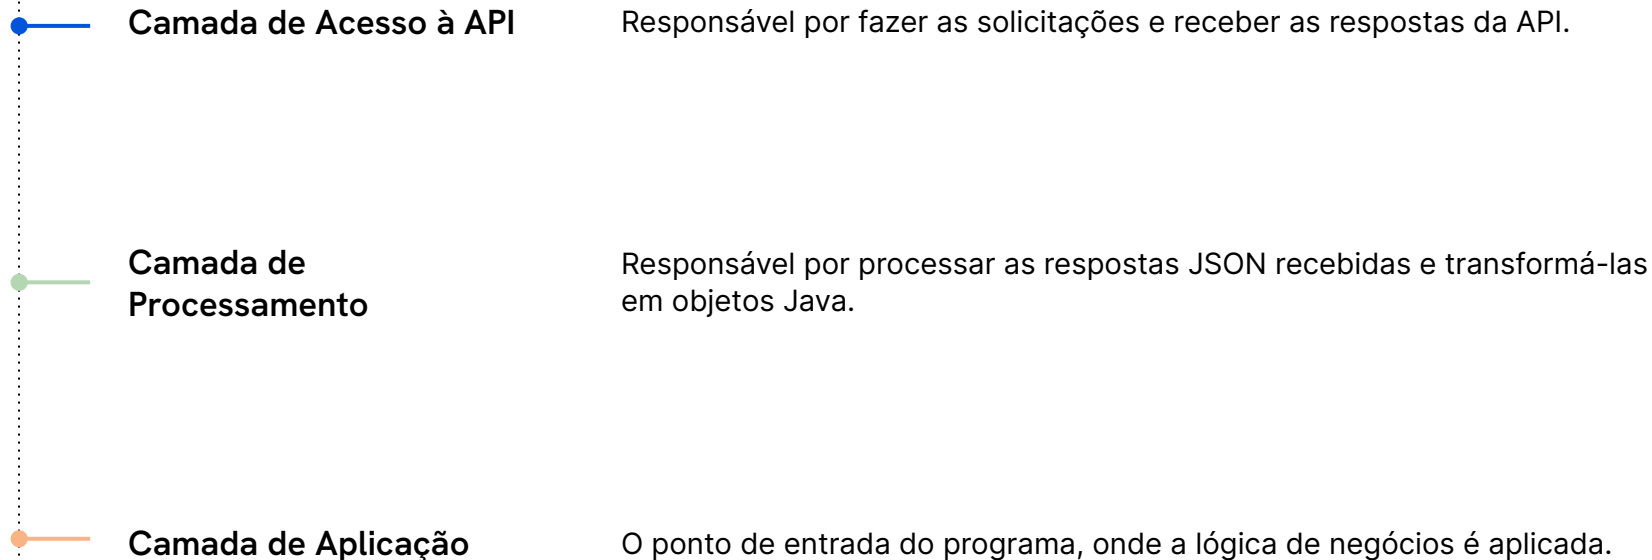 Camada de Acesso à API
Responsável por fazer as solicitações e receber as respostas da API.
Camada de
Processamento
Responsável por processar as respostas JSON recebidas e transformá-las
em objetos Java.
Camada de Aplicação
O ponto de entrada do programa, onde a lógica de negócios é aplicada.